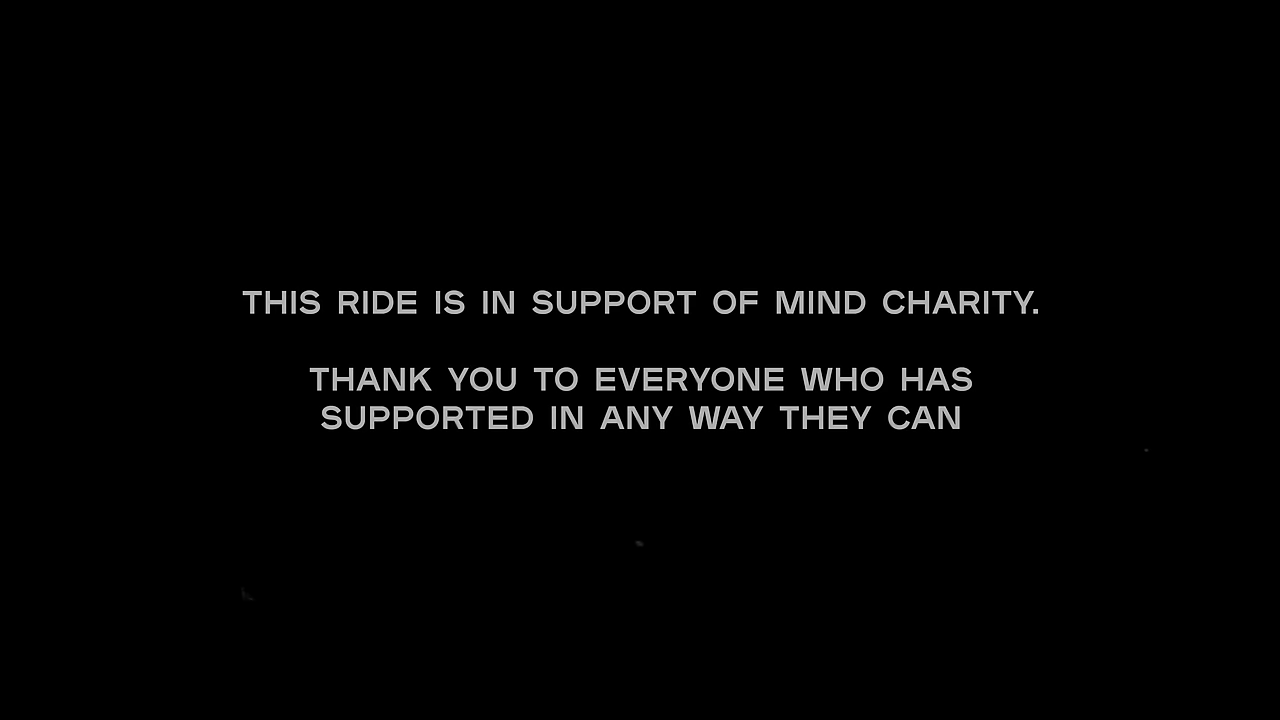 THIS RIDE IS IN SUPPORT OF MIND CHARITY.
THANK YOU TO EVERYONE WHO HAS
SUPPORTED IN ANY WAY THEY CAN